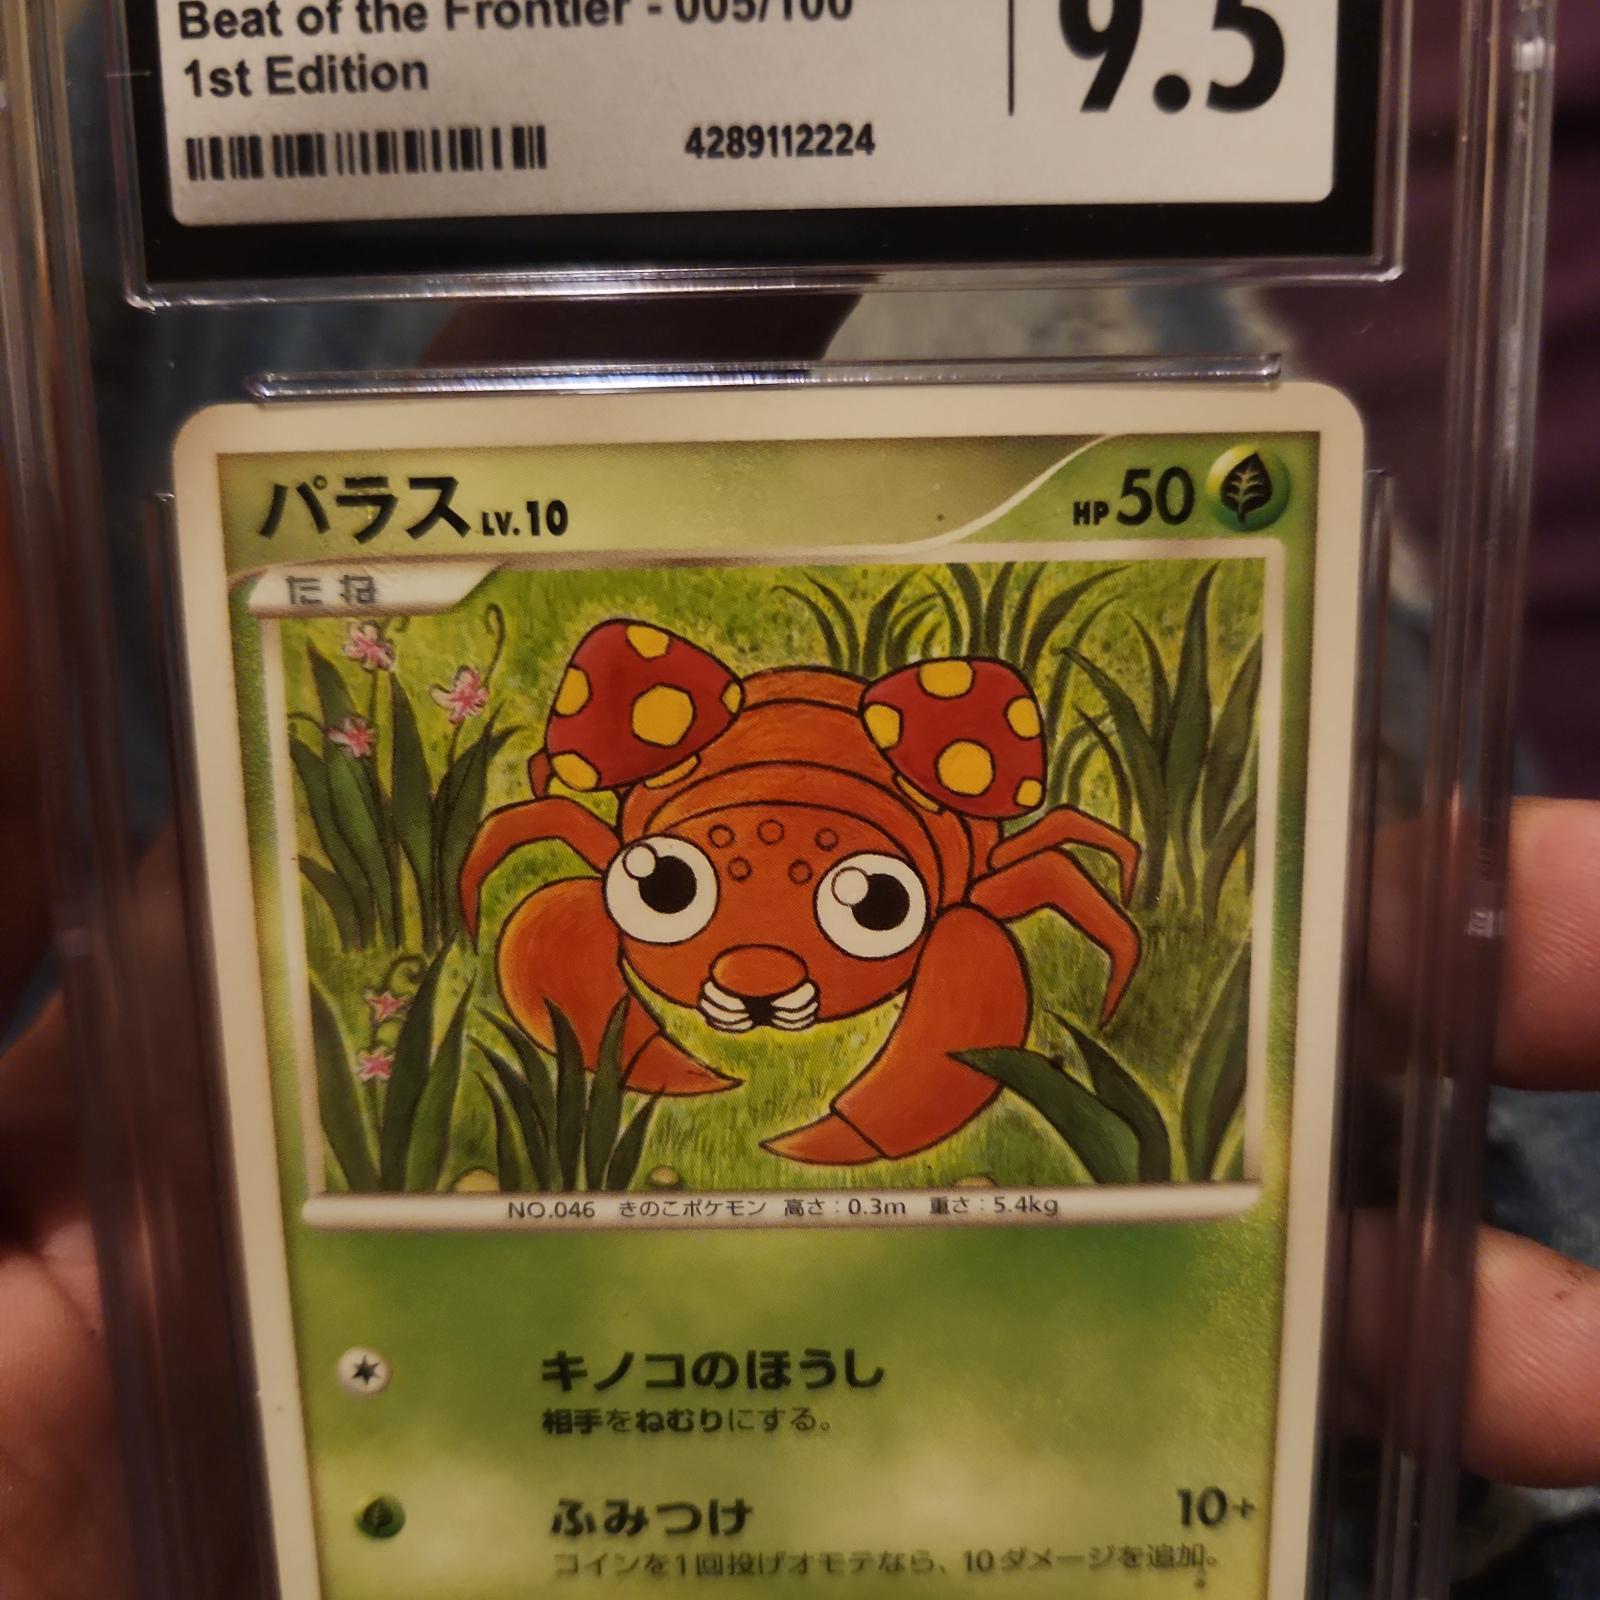 Beat of the Frontier - 005/100
1st Edition
9.5
4289112224
パラス LV.10
HP 50
たね
NO.046 きのこポケモン 高さ：0.3m 重さ：5.4kg
キノコのほうし
相手をねむりにする。
ふみつけ 10+
コインを1回投げオモテなら、10ダメージを追加。